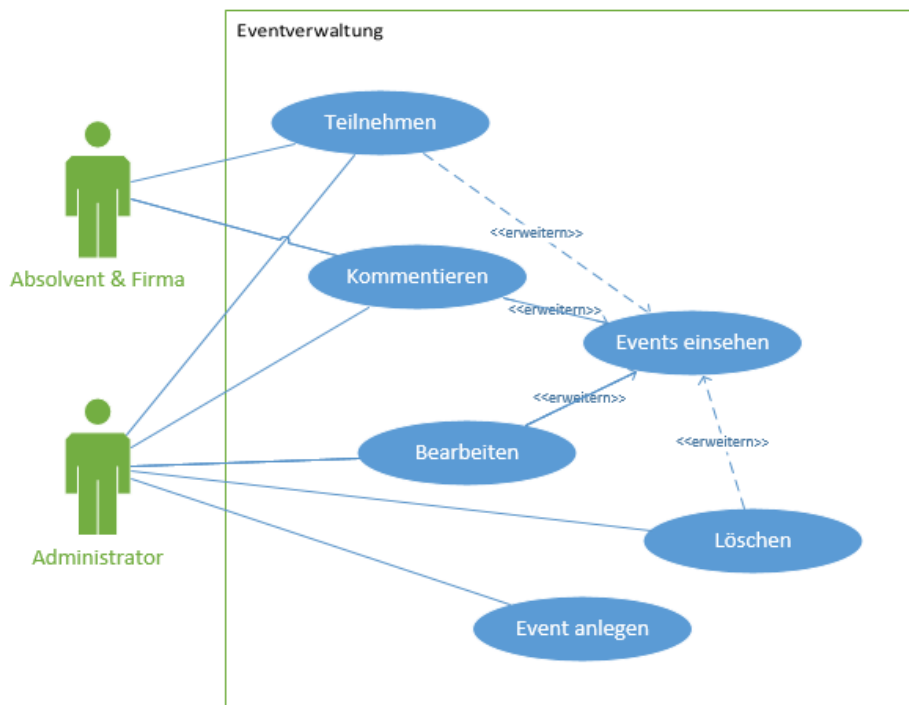 Eventverwaltung
Teilnehmen
<<erweitern>>
Absolvent & Firma
Kommentieren
<<erweitern>>
Events einsehen
<<erweitern>>
Bearbeiten
<<erweitern>>
Löschen
Administrator
Event anlegen